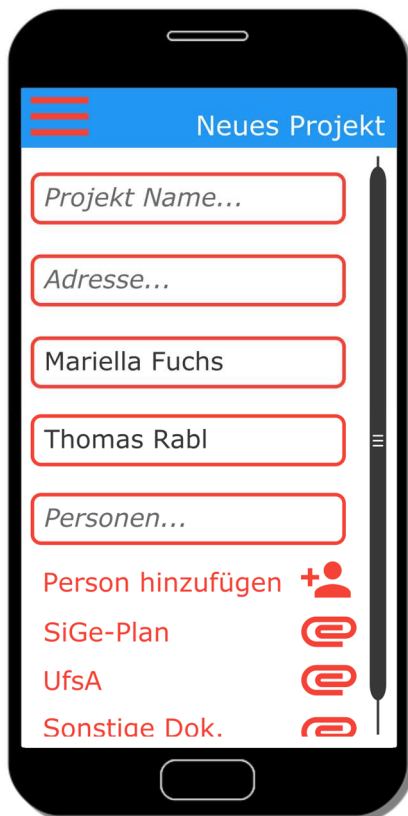 Neues Projekt
Projekt Name...
Adresse...
Mariella Fuchs
Thomas Rabl
Personen...
Person hinzufügen
SiGe-Plan
UfsA
Sonstige Dok.